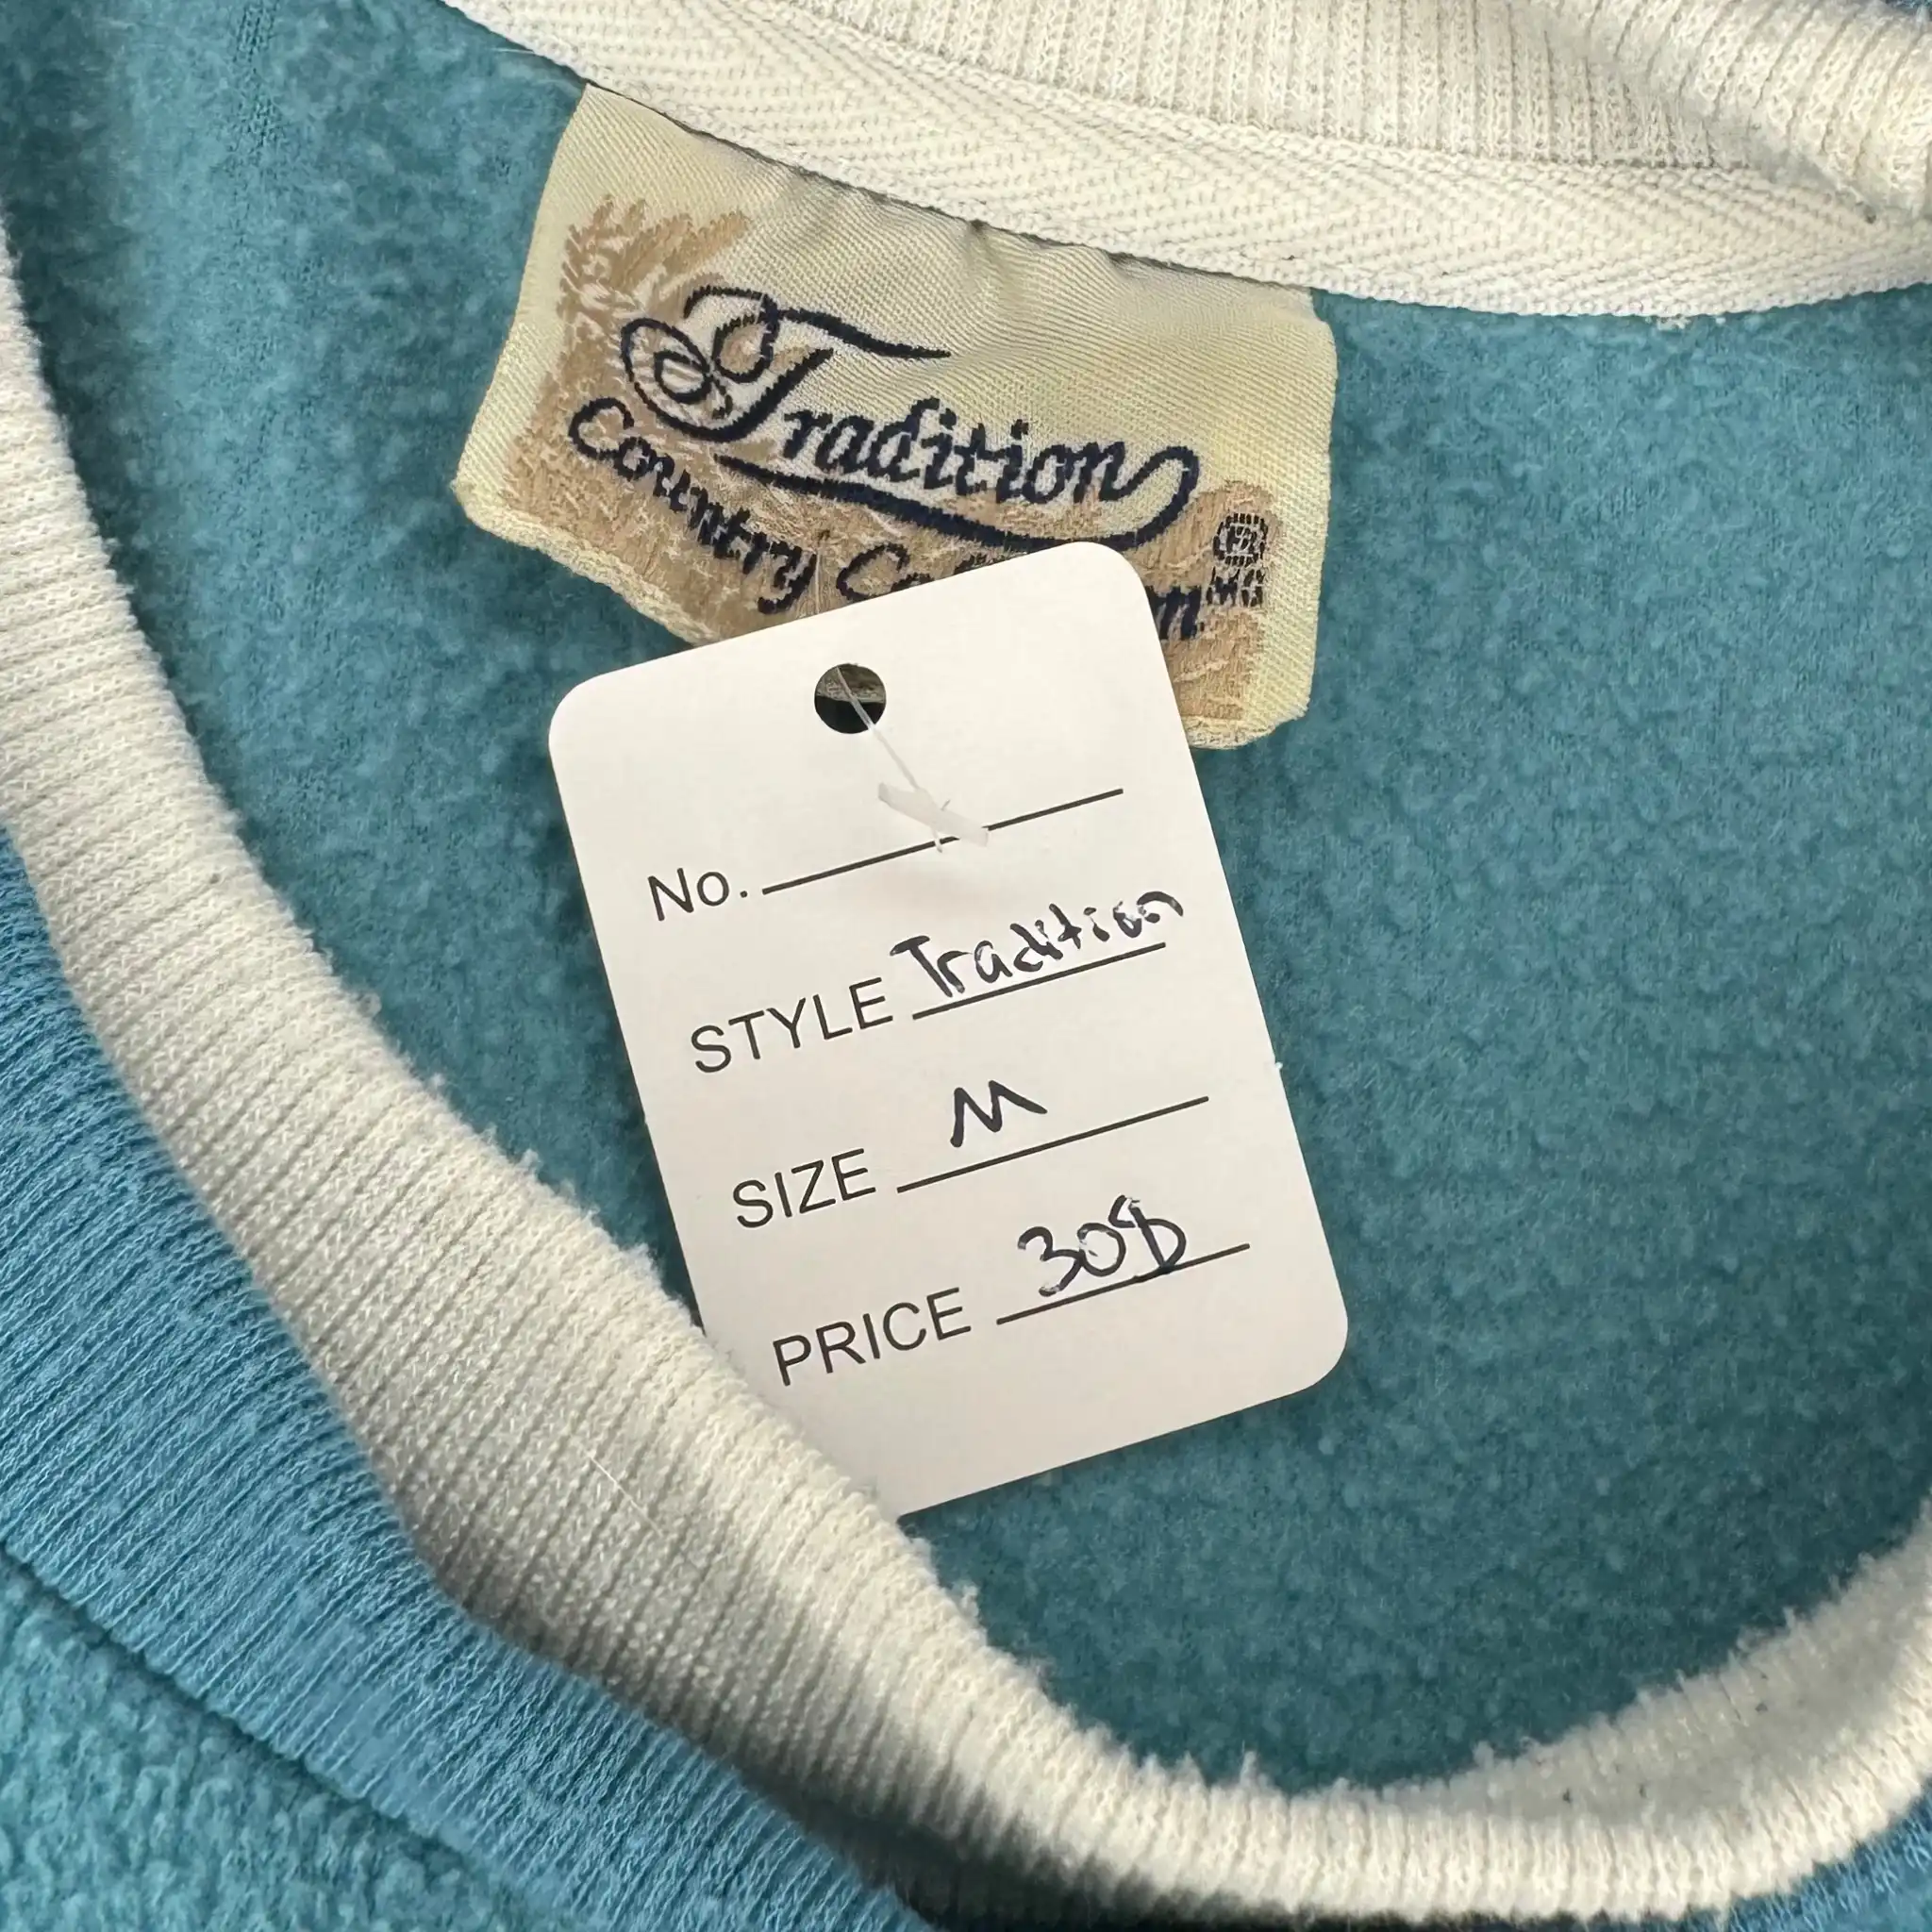 Tradition
Country
No.
STYLE Tradition
SIZE M
PRICE 30$